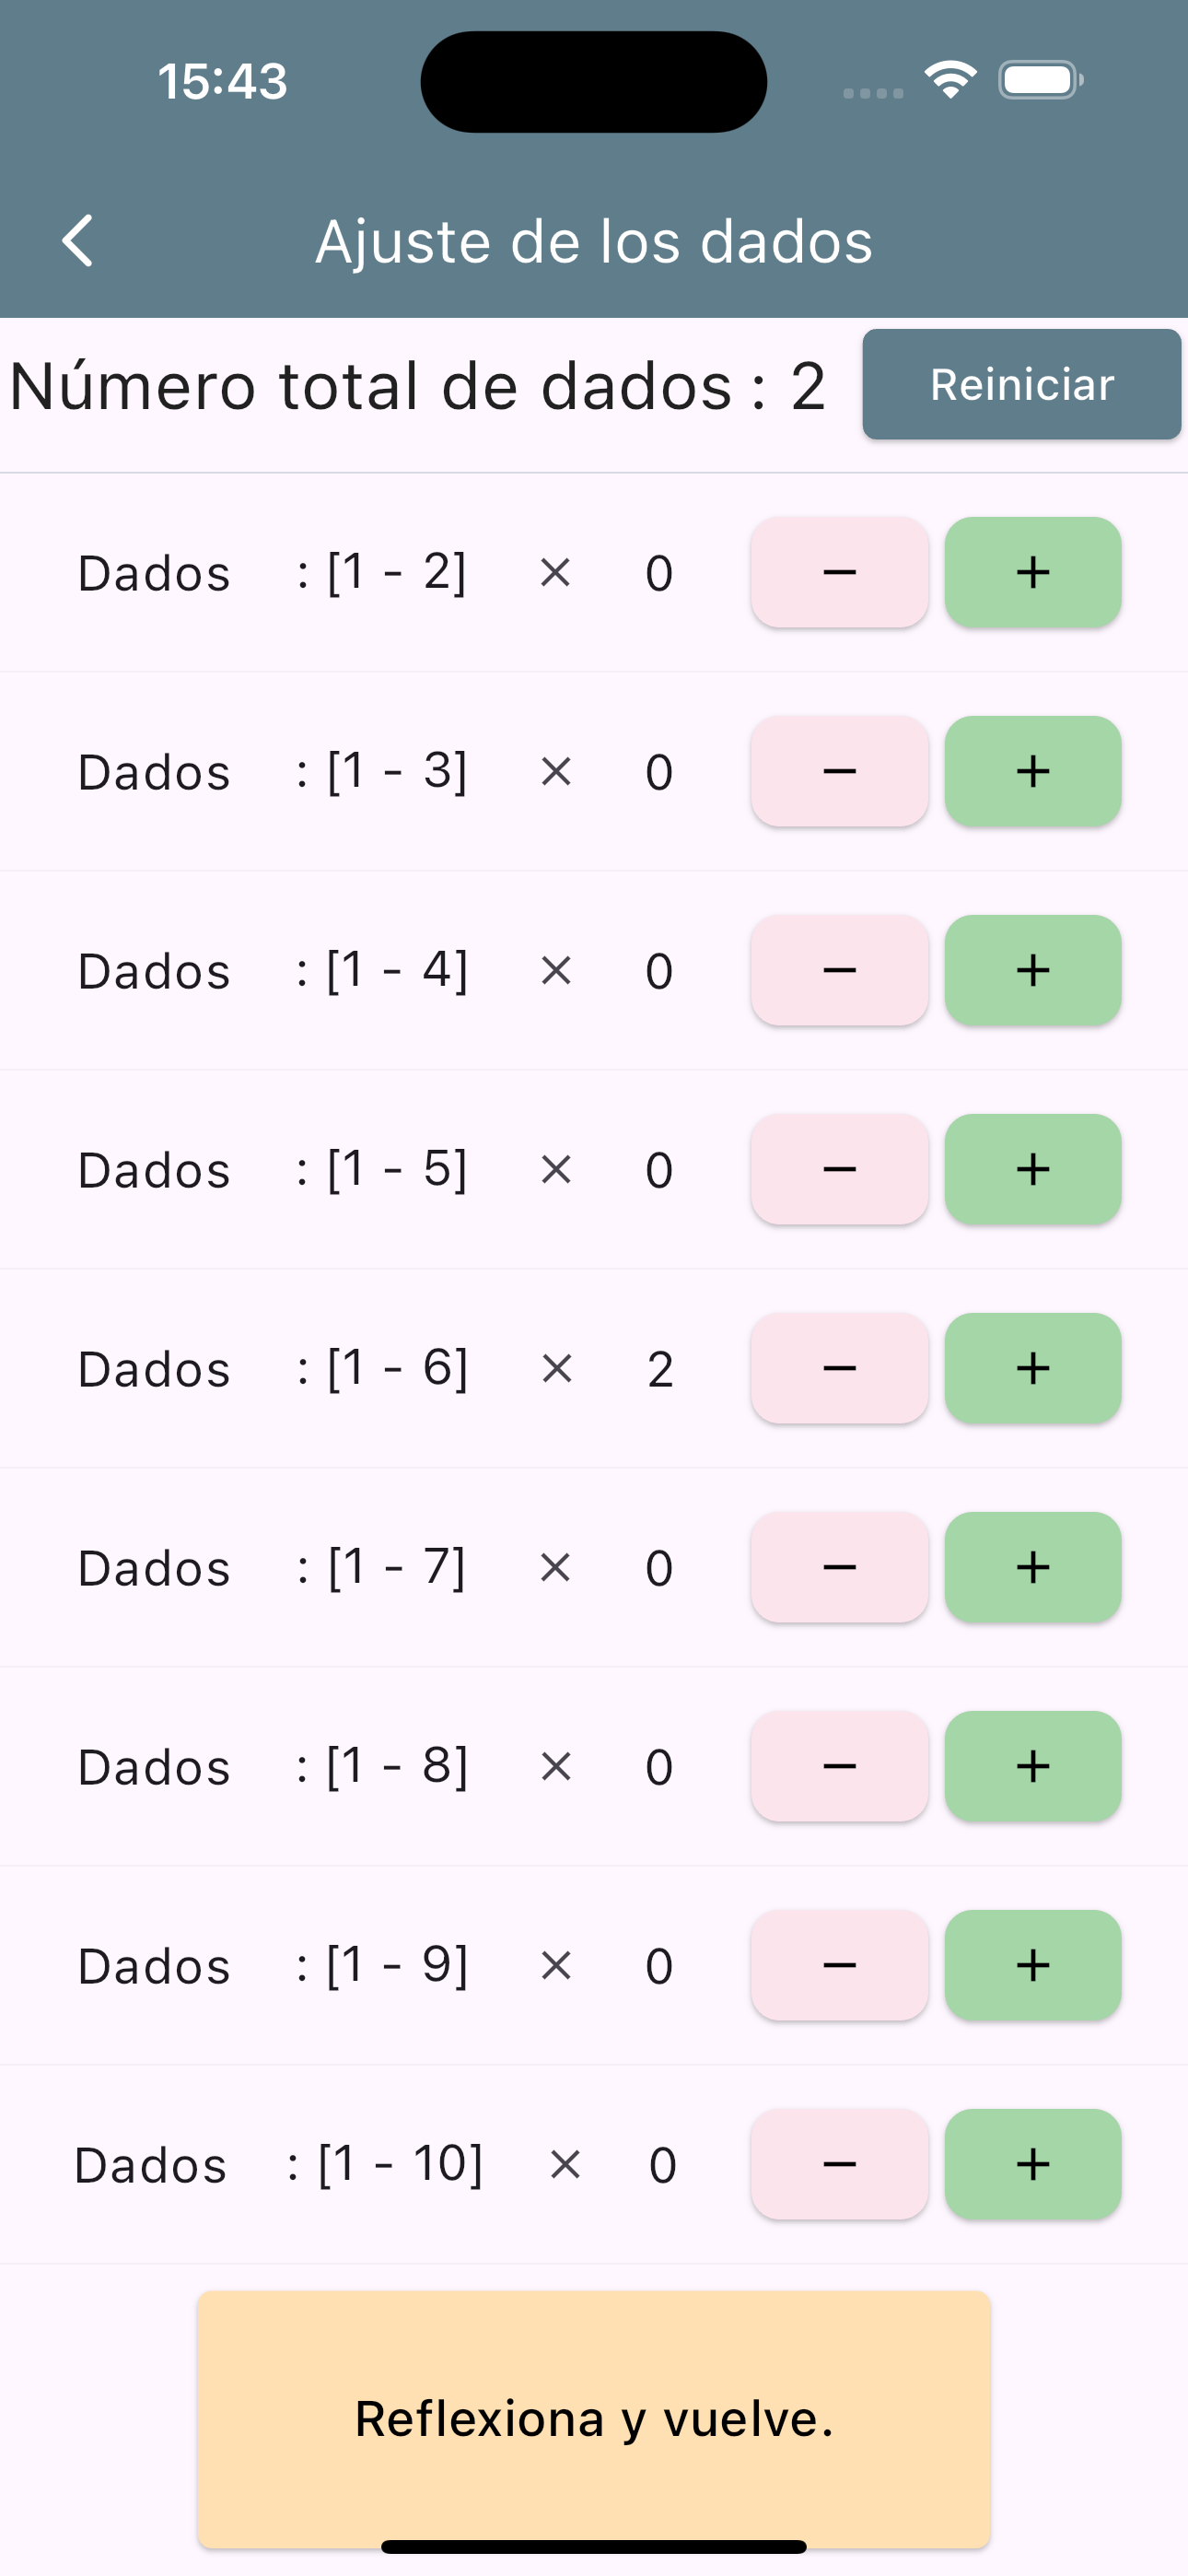 15:43
Ajuste de los dados
Número total de dados : 2 Reiniciar
Dados : [1 - 2] × 0 − +
Dados : [1 - 3] × 0 − +
Dados : [1 - 4] × 0 − +
Dados : [1 - 5] × 0 − +
Dados : [1 - 6] × 2 − +
Dados : [1 - 7] × 0 − +
Dados : [1 - 8] × 0 − +
Dados : [1 - 9] × 0 − +
Dados : [1 - 10] × 0 − +
Reflexiona y vuelve.